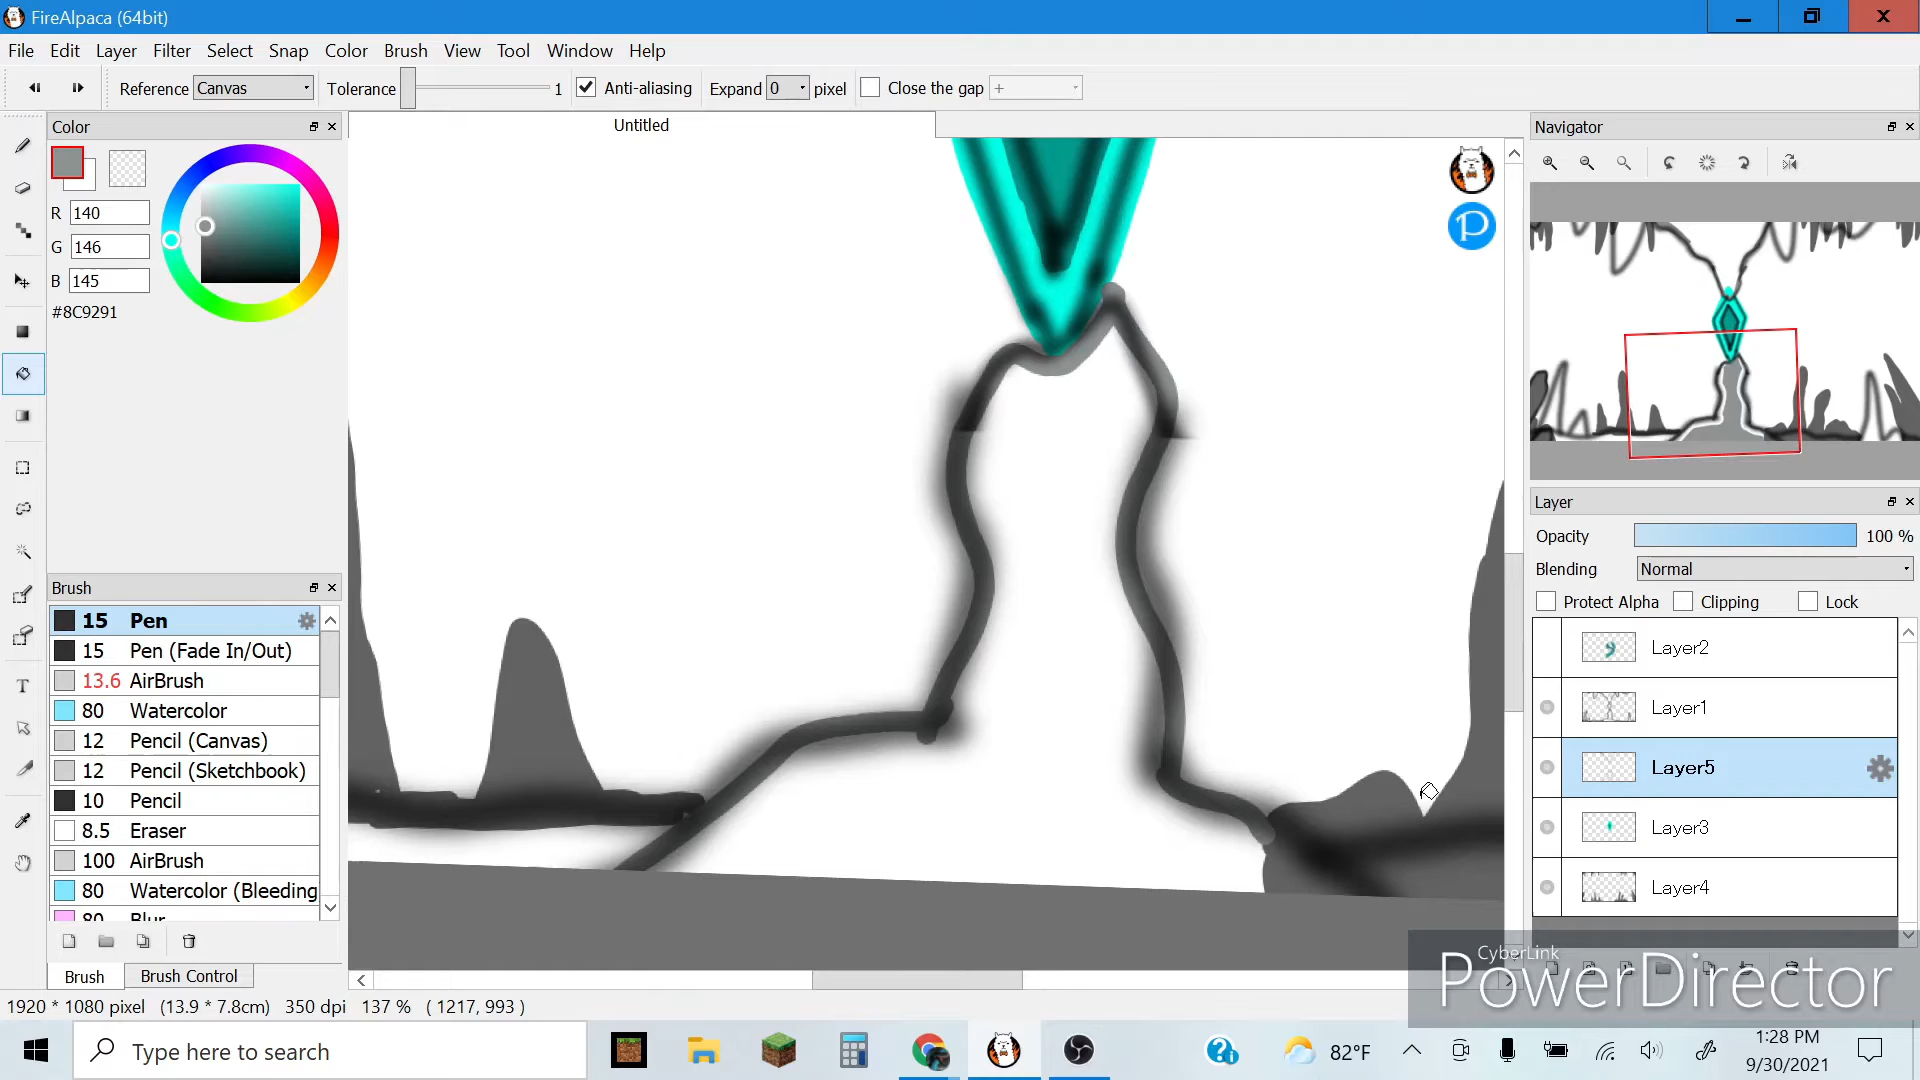 FireAlpaca (64bit)
File Edit Layer Filter Select Snap Color Brush View Tool Window Help
Reference Canvas Tolerance 1 Anti-aliasing Expand 0 pixel Close the gap +
Color
Untitled
Navigator
R 140
G 146
B 145
#8C9291
P
Layer
Opacity 100 %
Blending Normal
Protect Alpha Clipping Lock
Brush
15 Pen
15 Pen (Fade In/Out)
13.6 AirBrush
80 Watercolor
12 Pencil (Canvas)
12 Pencil (Sketchbook)
10 Pencil
8.5 Eraser
100 AirBrush
80 Watercolor (Bleeding
80 Blur
Layer2
Layer1
Layer5
Layer3
Layer4
Brush Brush Control
CyberLink
PowerDirector
1920 * 1080 pixel (13.9 * 7.8cm) 350 dpi 137 % ( 1217, 993 )
Type here to search
82°F
1:28 PM
9/30/2021